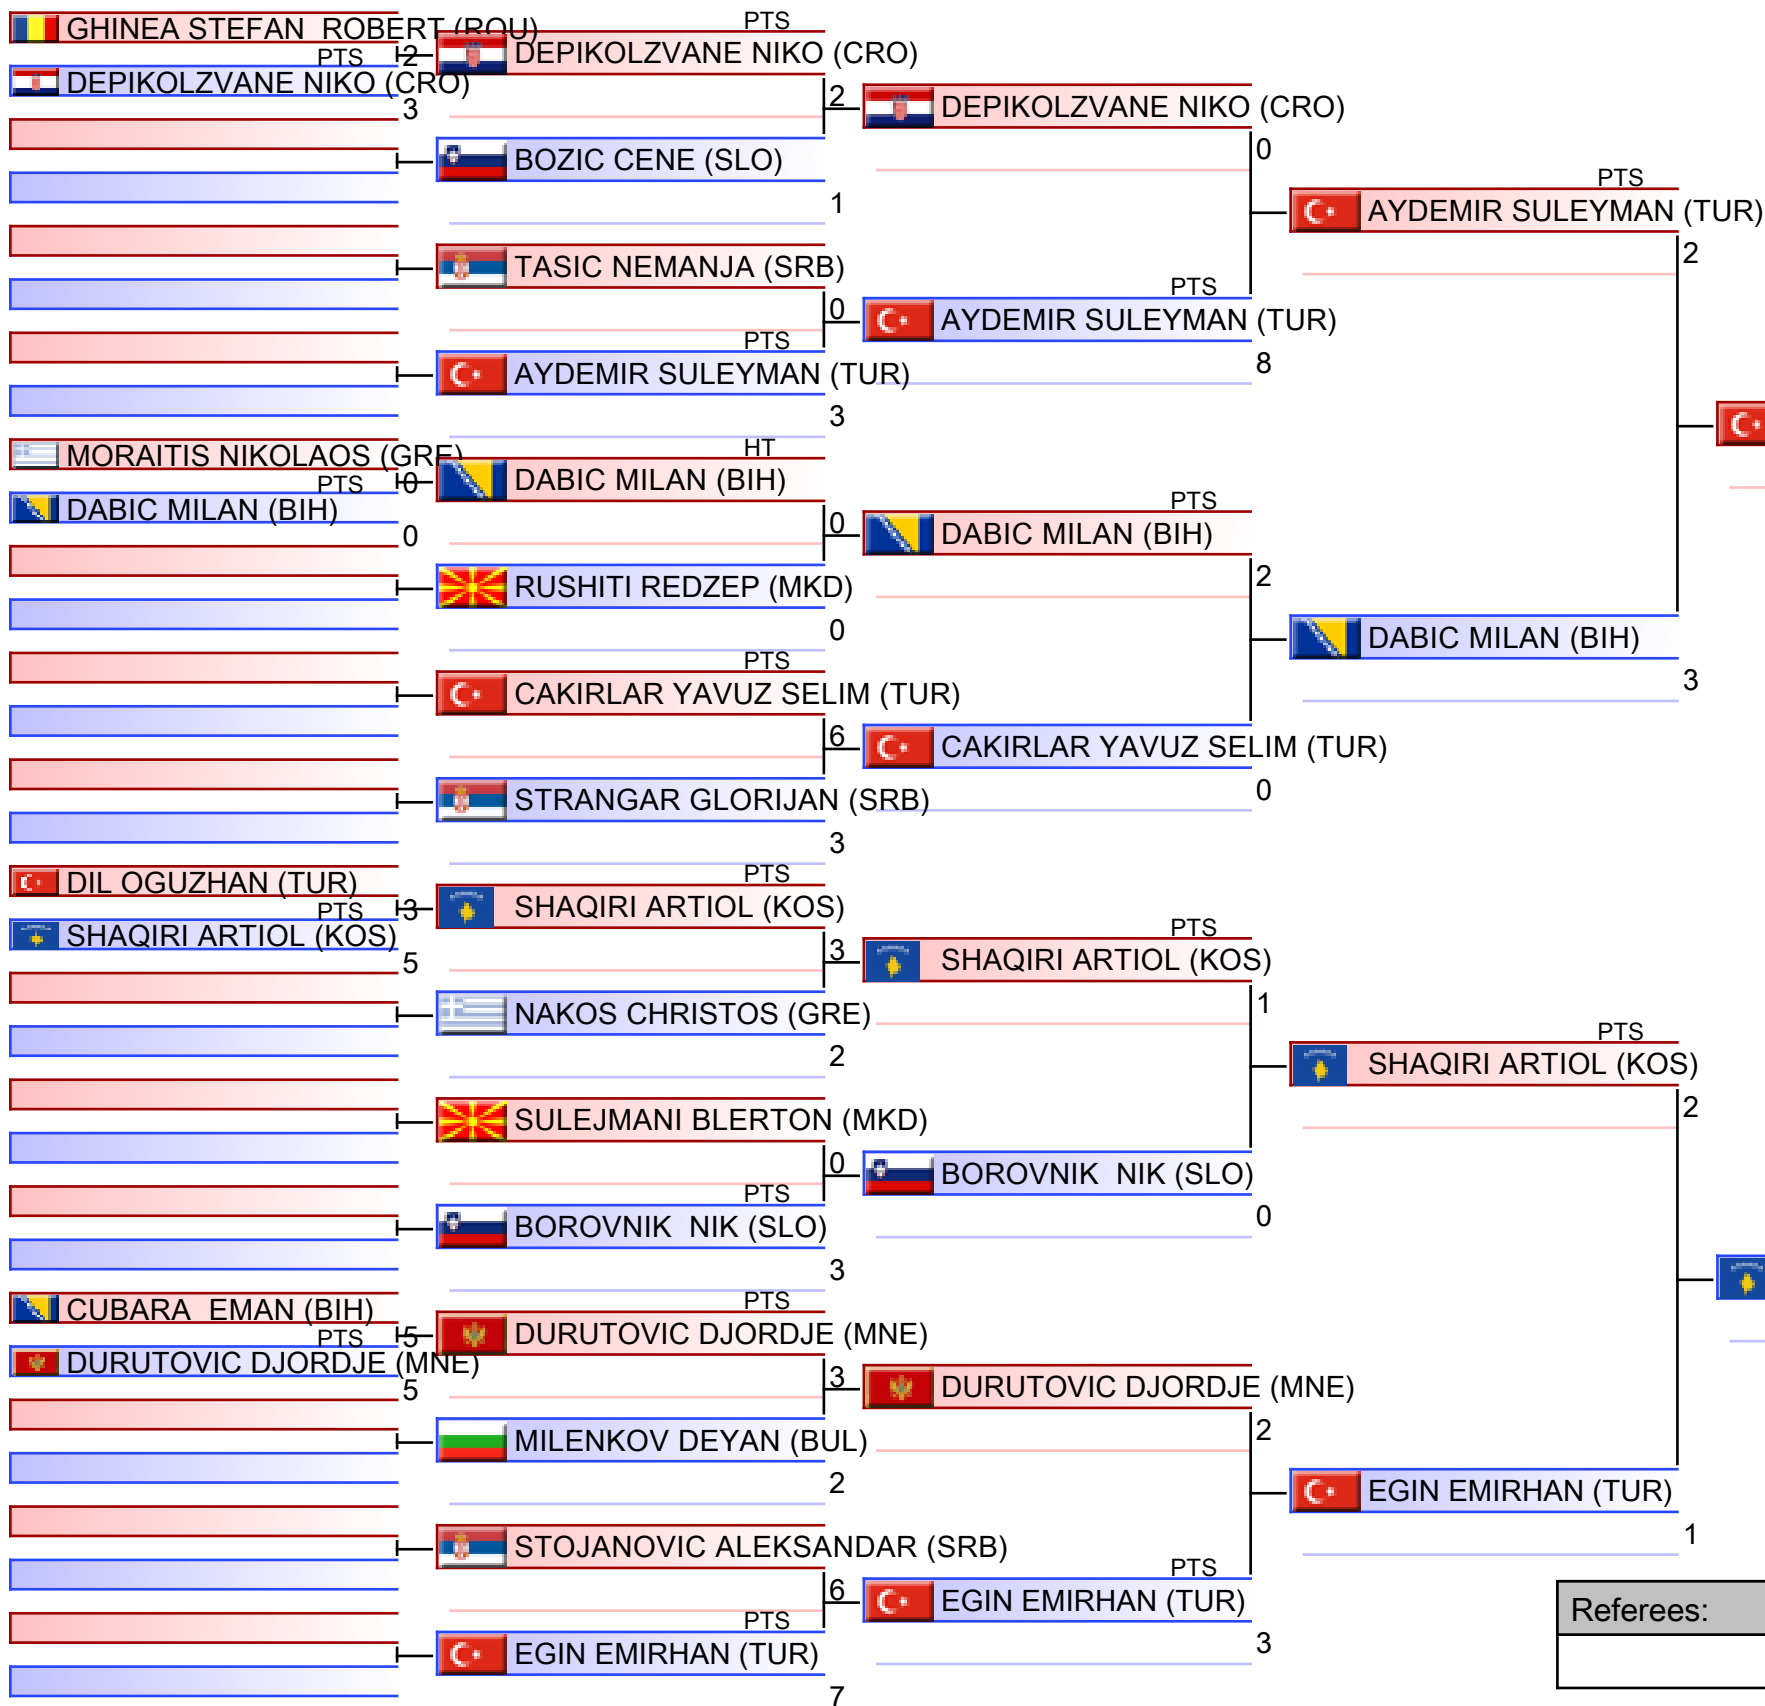 GHINEA STEFAN  ROBERT (ROU)
2
PTS
DEPIKOLZVANE NIKO (CRO)
3
MORAITIS NIKOLAOS (GRE)
0
PTS
DABIC MILAN (BIH)
0
DIL OGUZHAN (TUR)
3
PTS
SHAQIRI ARTIOL (KOS)
5
CUBARA  EMAN (BIH)
5
PTS
DURUTOVIC DJORDJE (MNE)
5
PTS
DEPIKOLZVANE NIKO (CRO)
2
BOZIC CENE (SLO)
1
TASIC NEMANJA (SRB)
0
PTS
AYDEMIR SULEYMAN (TUR)
3
HT
DABIC MILAN (BIH)
0
RUSHITI REDZEP (MKD)
0
PTS
CAKIRLAR YAVUZ SELIM (TUR)
6
STRANGAR GLORIJAN (SRB)
3
PTS
SHAQIRI ARTIOL (KOS)
3
NAKOS CHRISTOS (GRE)
2
SULEJMANI BLERTON (MKD)
0
PTS
BOROVNIK  NIK (SLO)
3
PTS
DURUTOVIC DJORDJE (MNE)
3
MILENKOV DEYAN (BUL)
2
STOJANOVIC ALEKSANDAR (SRB)
6
PTS
EGIN EMIRHAN (TUR)
7
DEPIKOLZVANE NIKO (CRO)
0
PTS
AYDEMIR SULEYMAN (TUR)
8
PTS
DABIC MILAN (BIH)
2
CAKIRLAR YAVUZ SELIM (TUR)
0
PTS
SHAQIRI ARTIOL (KOS)
1
BOROVNIK  NIK (SLO)
0
DURUTOVIC DJORDJE (MNE)
2
PTS
EGIN EMIRHAN (TUR)
3
PTS
AYDEMIR SULEYMAN (TUR)
2
DABIC MILAN (BIH)
3
PTS
SHAQIRI ARTIOL (KOS)
2
EGIN EMIRHAN (TUR)
1
Referees: